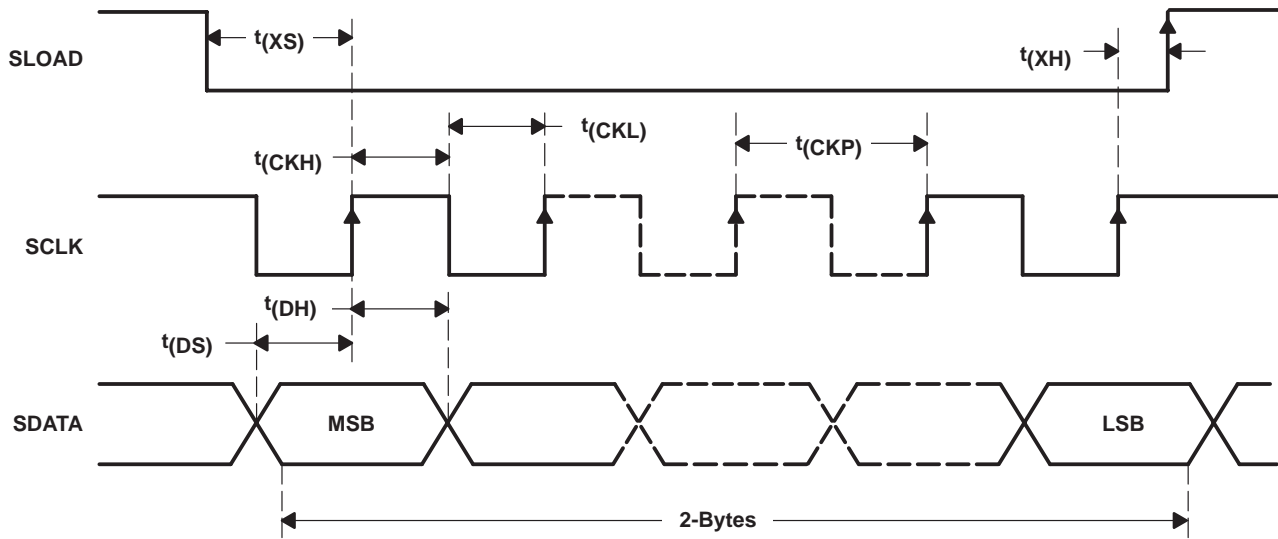 SLOAD
t(XS)
t(XH)
t(CKL)
t(CKH)
t(CKP)
SCLK
t(DH)
t(DS)
SDATA
MSB
LSB
2-Bytes